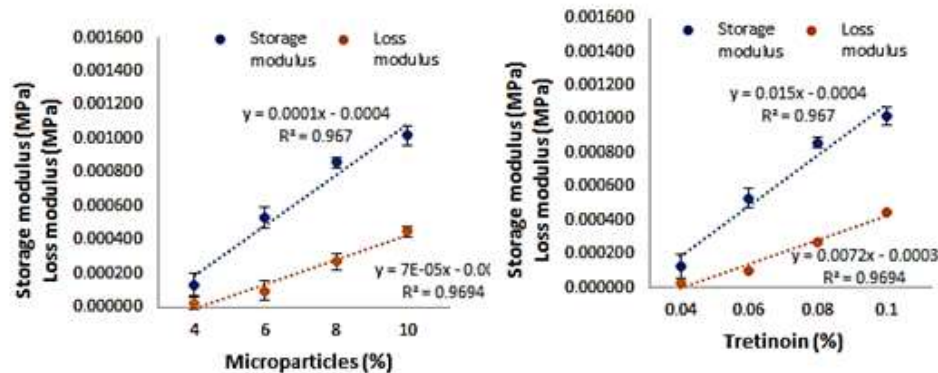 Storage modulus (MPa)
Loss modulus (MPa)
0.001600
0.001400
0.001200
0.001000
0.000800
0.000600
0.000400
0.000200
0.000000
Storage modulus
Loss modulus
y = 0.0001x - 0.0004
R² = 0.967
y = 7E-05x - 0.00
R² = 0.9694
4 6 8 10
Microparticles (%)
Storage modulus (MPa)
Loss modulus (MPa)
0.001600
0.001400
0.001200
0.001000
0.000800
0.000600
0.000400
0.000200
0.000000
Storage modulus
Loss modulus
y = 0.015x - 0.0004
R² = 0.967
y = 0.0072x - 0.0003
R² = 0.9694
0.04 0.06 0.08 0.1
Tretinoin (%)